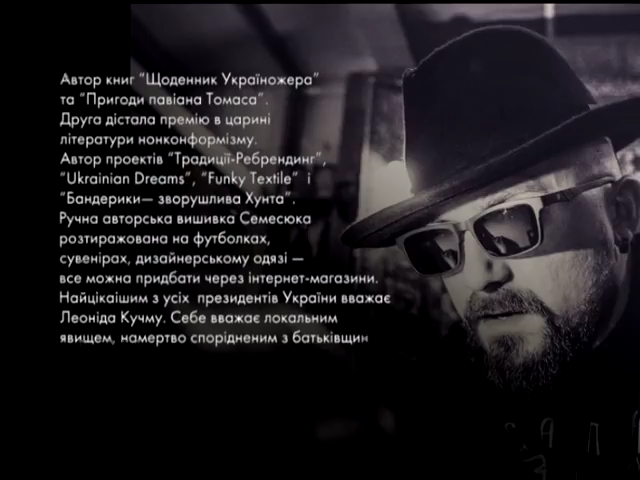 Автор книг “Щоденник Україножера”
та “Пригоди павіана Томаса”.
Друга дістала премію в царині
літератури нонконформізму.
Автор проектів “Традиції-Ребрендинг”,
“Ukrainian Dreams”, “Funky Textile” і
“Бандерики— зворушлива Хунта”.
Ручна авторська вишивка Семесюка
розтиражована на футболках,
сувенірах, дизайнерському одязі —
все можна придбати через інтернет-магазини.
Найцікаішим з усіх президентів України вважає
Леоніда Кучму. Себе вважає локальним
явищем, намертво спорідненим з батьківщин